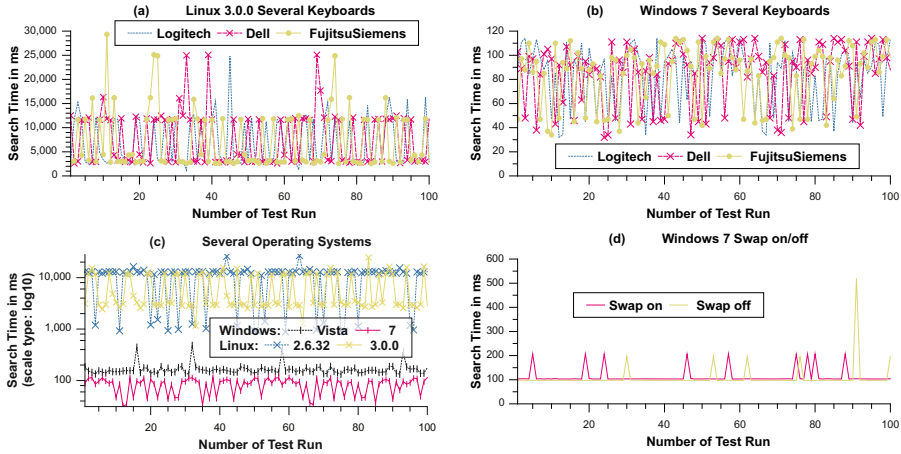 (a) Linux 3.0.0 Several Keyboards
Logitech Dell FujitsuSiemens
Search Time in ms
30,000
25,000
20,000
15,000
10,000
5,000
0
20 40 60 80 100
Number of Test Run
(b) Windows 7 Several Keyboards
Search Time in ms
120
100
80
60
40
20
0
Logitech Dell FujitsuSiemens
20 40 60 80 100
Number of Test Run
(c) Several Operating Systems
Search Time in ms
(scale type: log10)
10,000
1,000
100
Windows: Vista 7
Linux: 2.6.32 3.0.0
20 40 60 80 100
Number of Test Run
(d) Windows 7 Swap on/off
Search Time in ms
600
500
400
300
200
100
0
Swap on Swap off
20 40 60 80 100
Number of Test Run